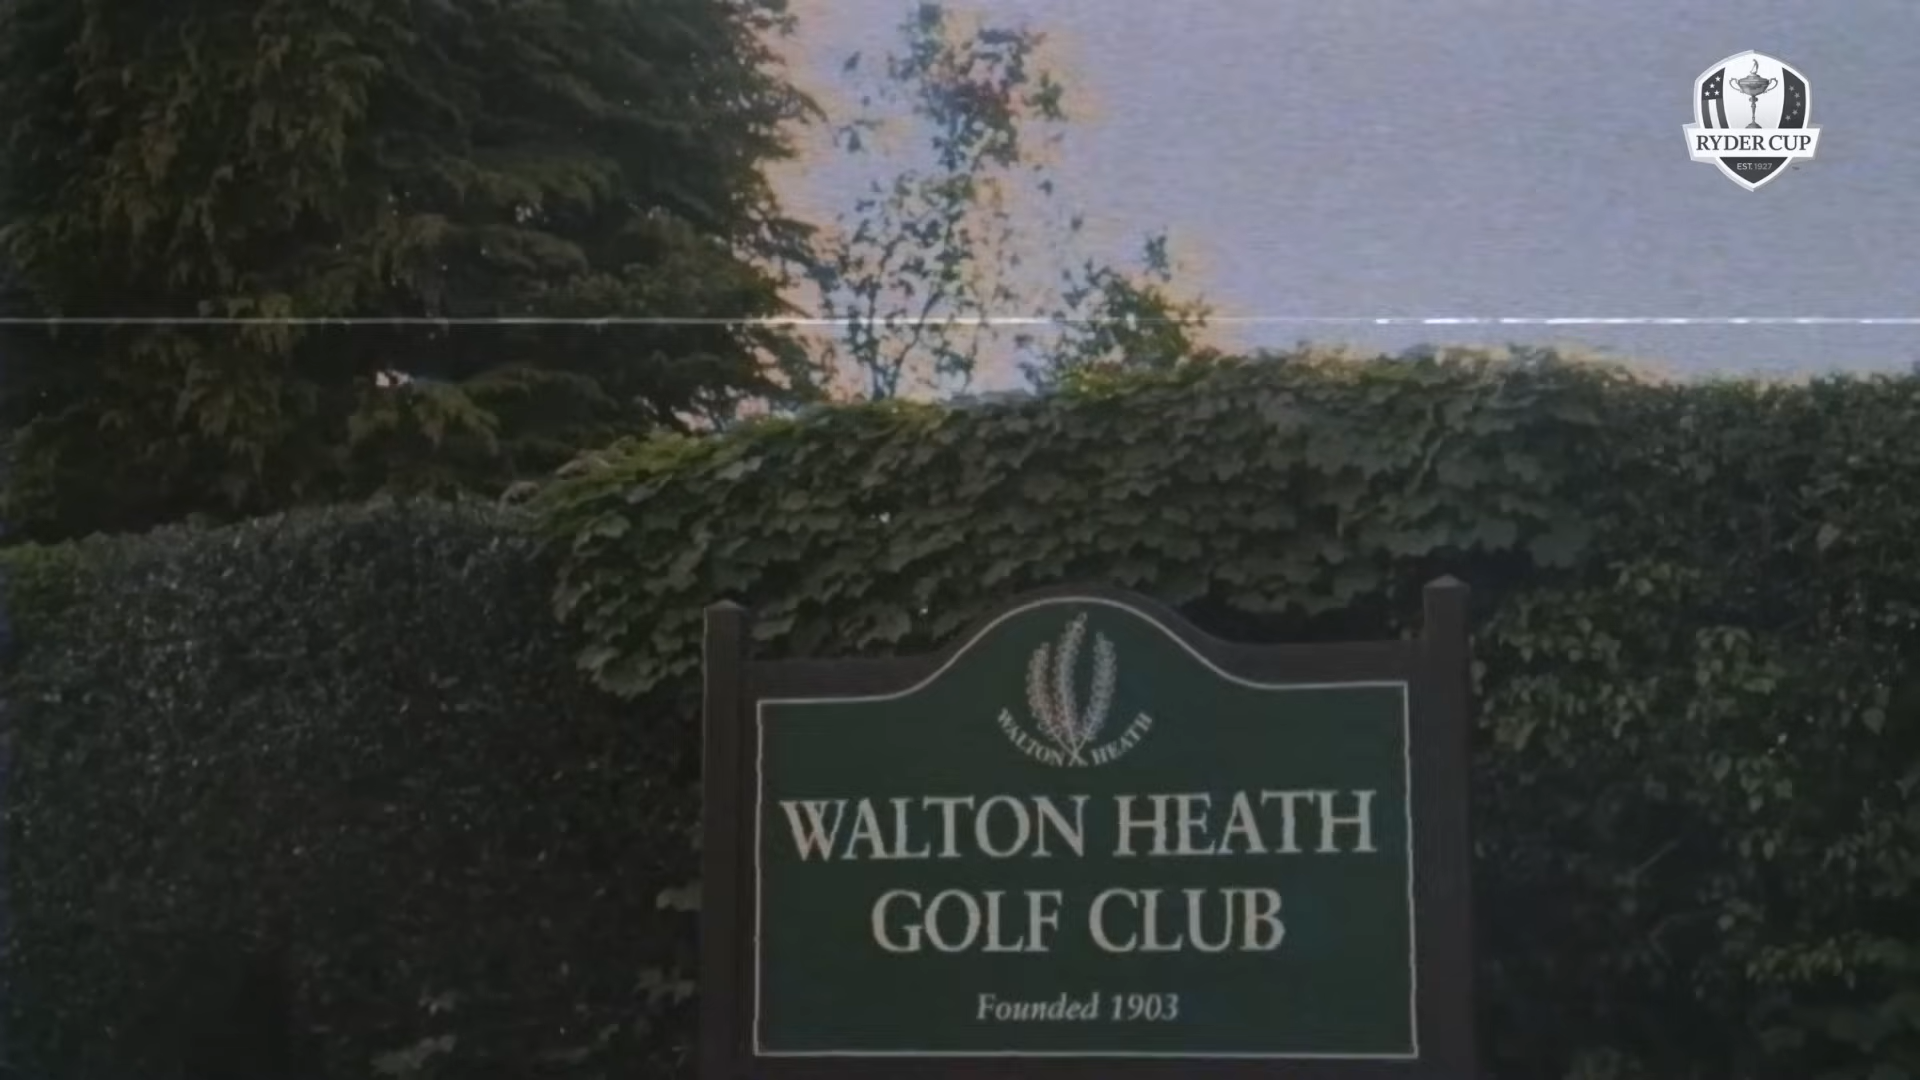 RYDER CUP
EST. 1927
WALTON HEATH
WALTON HEATH
GOLF CLUB
Founded 1903